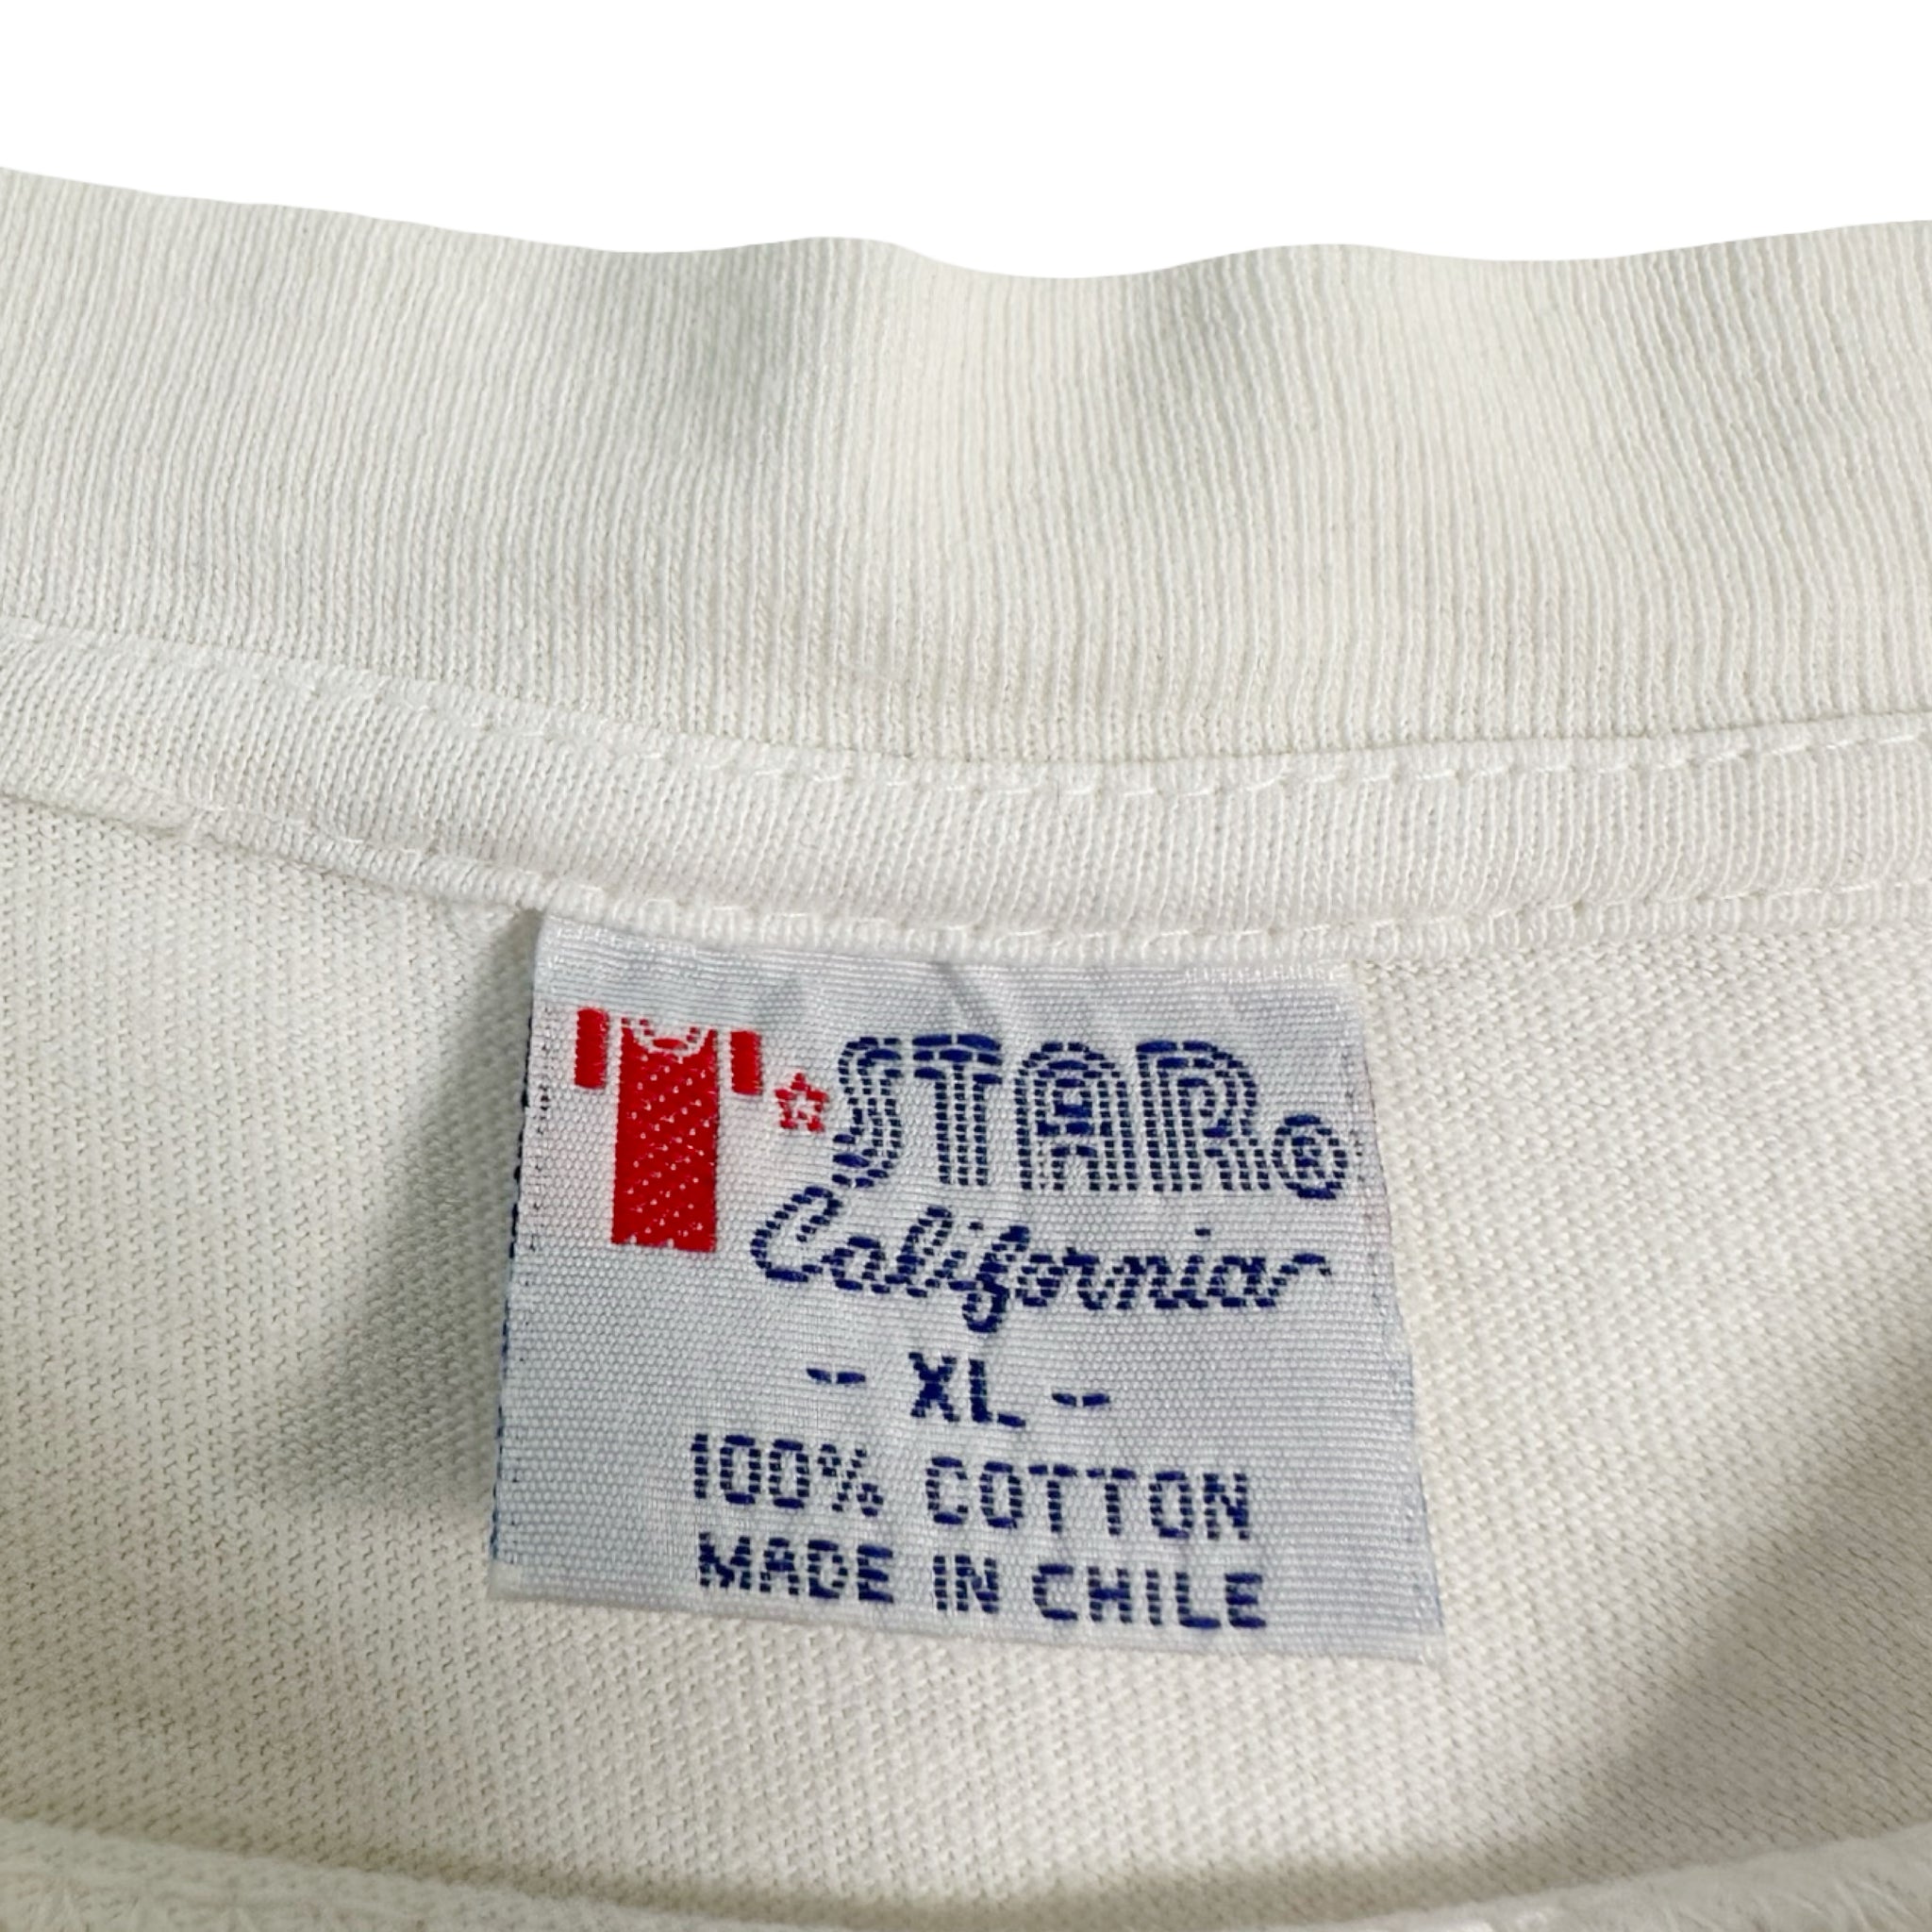 T☆STAR®
California
- XL -
100% COTTON
MADE IN CHILE